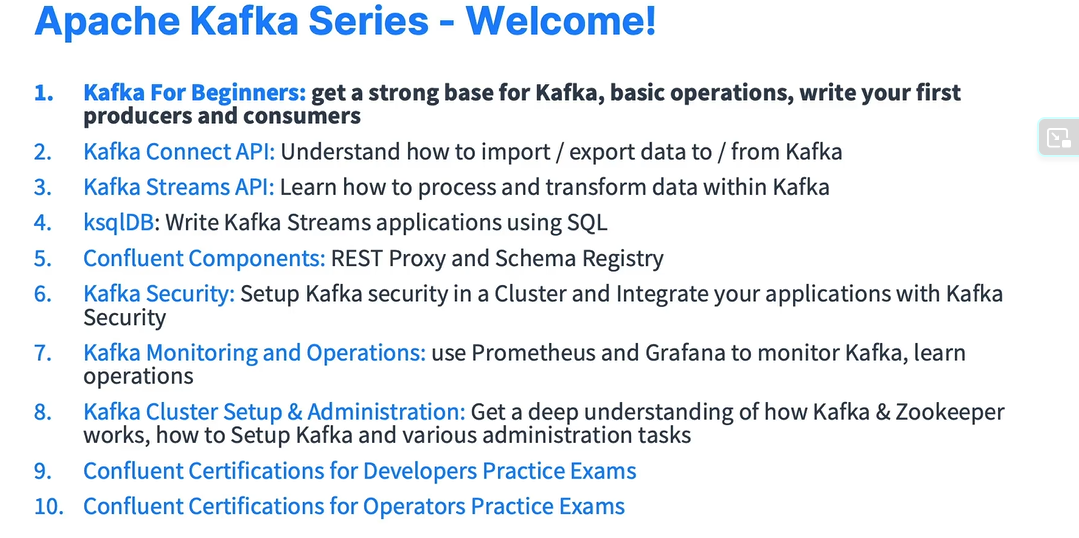 Apache Kafka Series - Welcome!
1. Kafka For Beginners: get a strong base for Kafka, basic operations, write your first
producers and consumers
2. Kafka Connect API: Understand how to import / export data to / from Kafka
3. Kafka Streams API: Learn how to process and transform data within Kafka
4. ksqlDB: Write Kafka Streams applications using SQL
5. Confluent Components: REST Proxy and Schema Registry
6. Kafka Security: Setup Kafka security in a Cluster and Integrate your applications with Kafka
Security
7. Kafka Monitoring and Operations: use Prometheus and Grafana to monitor Kafka, learn
operations
8. Kafka Cluster Setup & Administration: Get a deep understanding of how Kafka & Zookeeper
works, how to Setup Kafka and various administration tasks
9. Confluent Certifications for Developers Practice Exams
10. Confluent Certifications for Operators Practice Exams